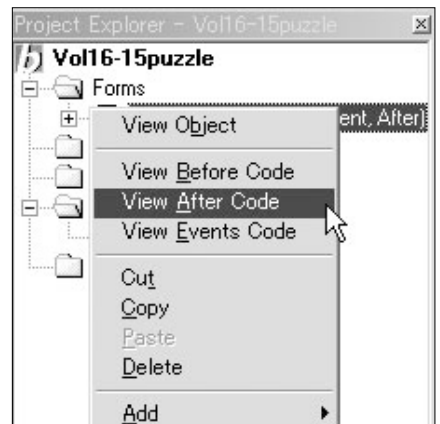 Project Explorer - Vol16-15puzzle
Vol16-15puzzle
Forms
ent, After)
View Object
View Before Code
View After Code
View Events Code
Cut
Copy
Paste
Delete
Add